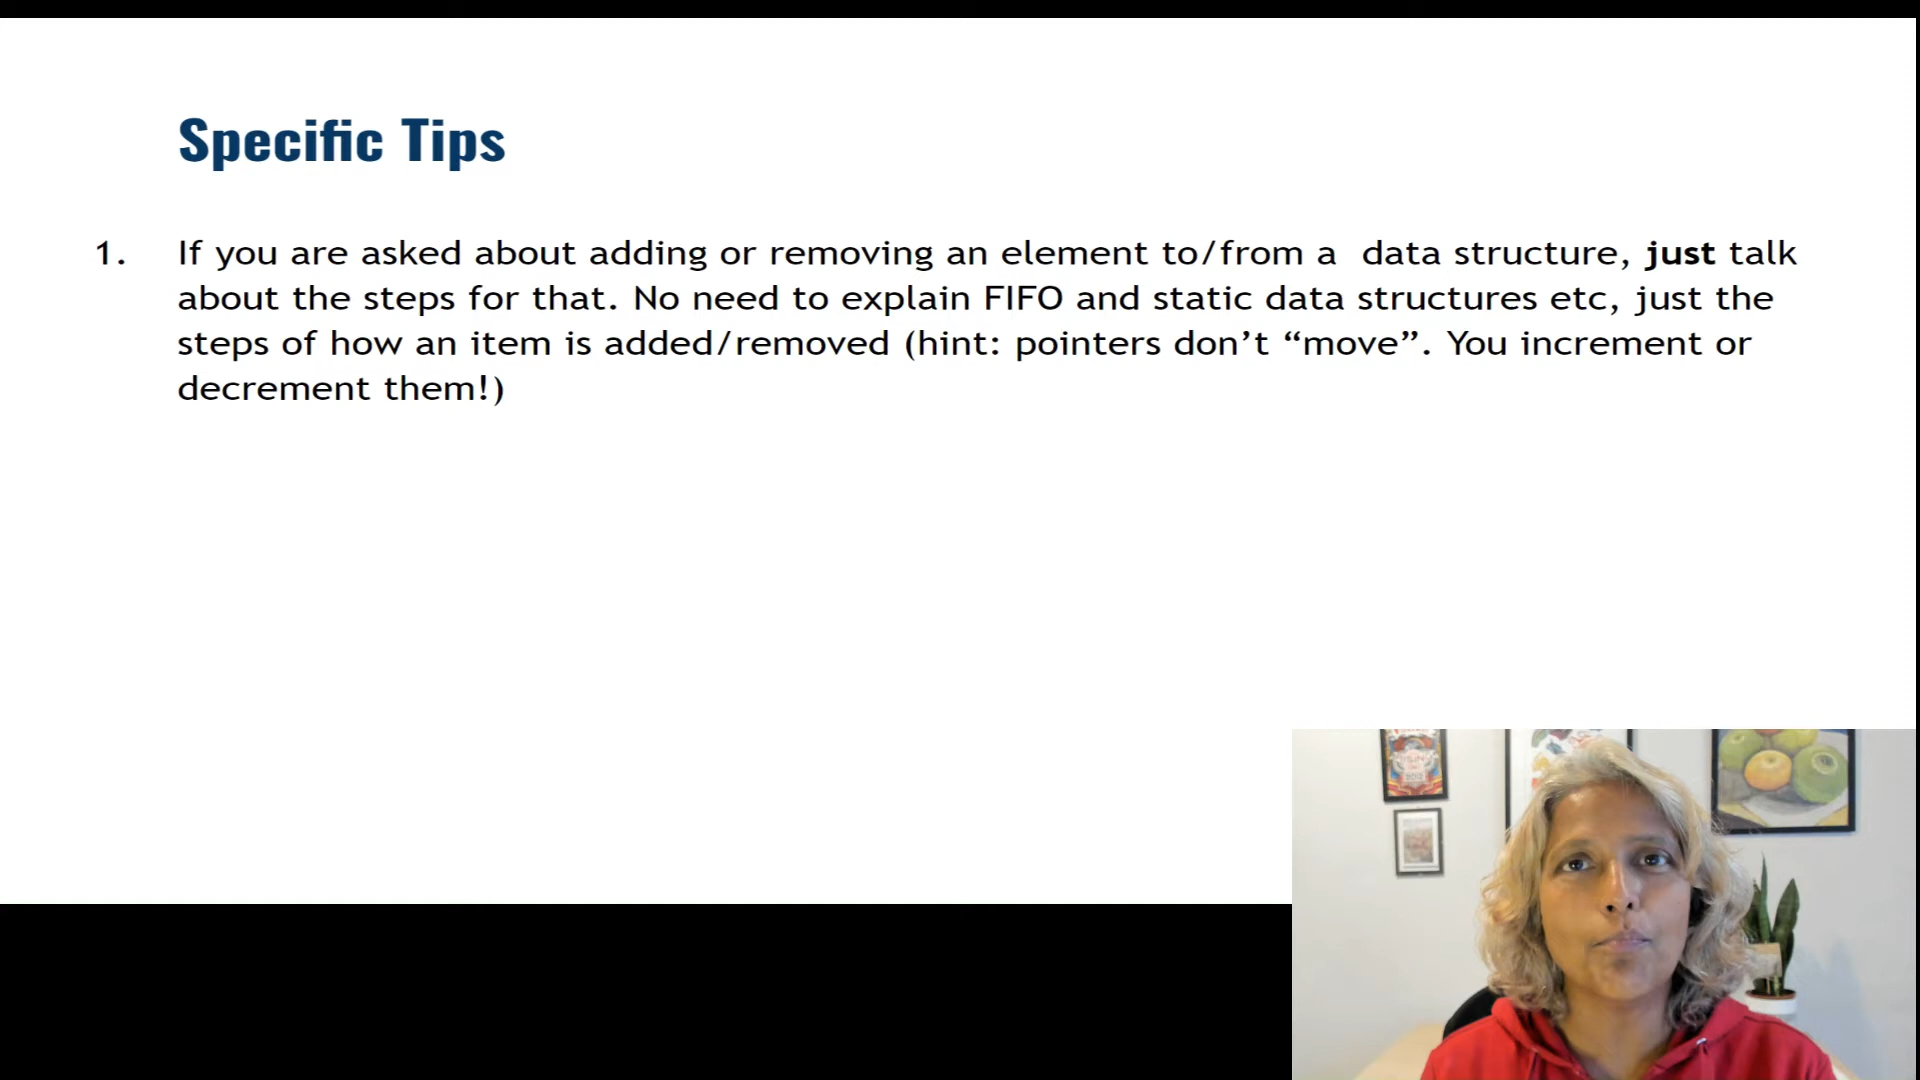 Specific Tips
1. If you are asked about adding or removing an element to/from a  data structure, just talk
about the steps for that. No need to explain FIFO and static data structures etc, just the
steps of how an item is added/removed (hint: pointers don’t “move”. You increment or
decrement them!)